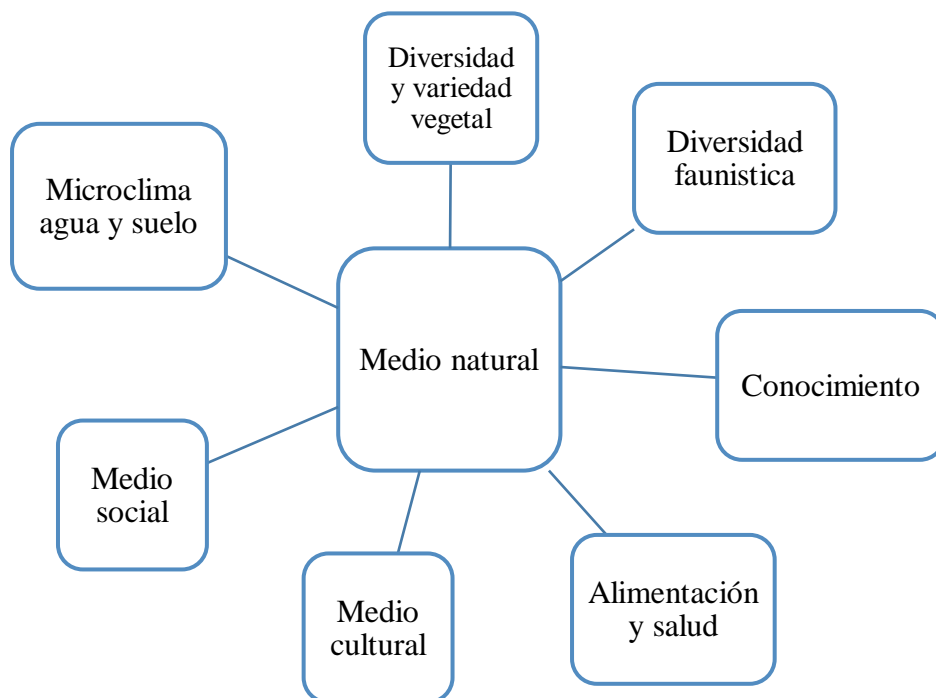 Diversidad
y variedad
vegetal
Diversidad
faunistica
Microclima
agua y suelo
Medio natural
Conocimiento
Medio
social
Alimentación
y salud
Medio
cultural